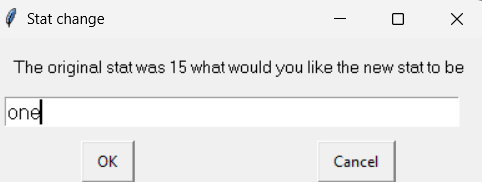 Stat change
The original stat was 15 what would you like the new stat to be
one
OK Cancel